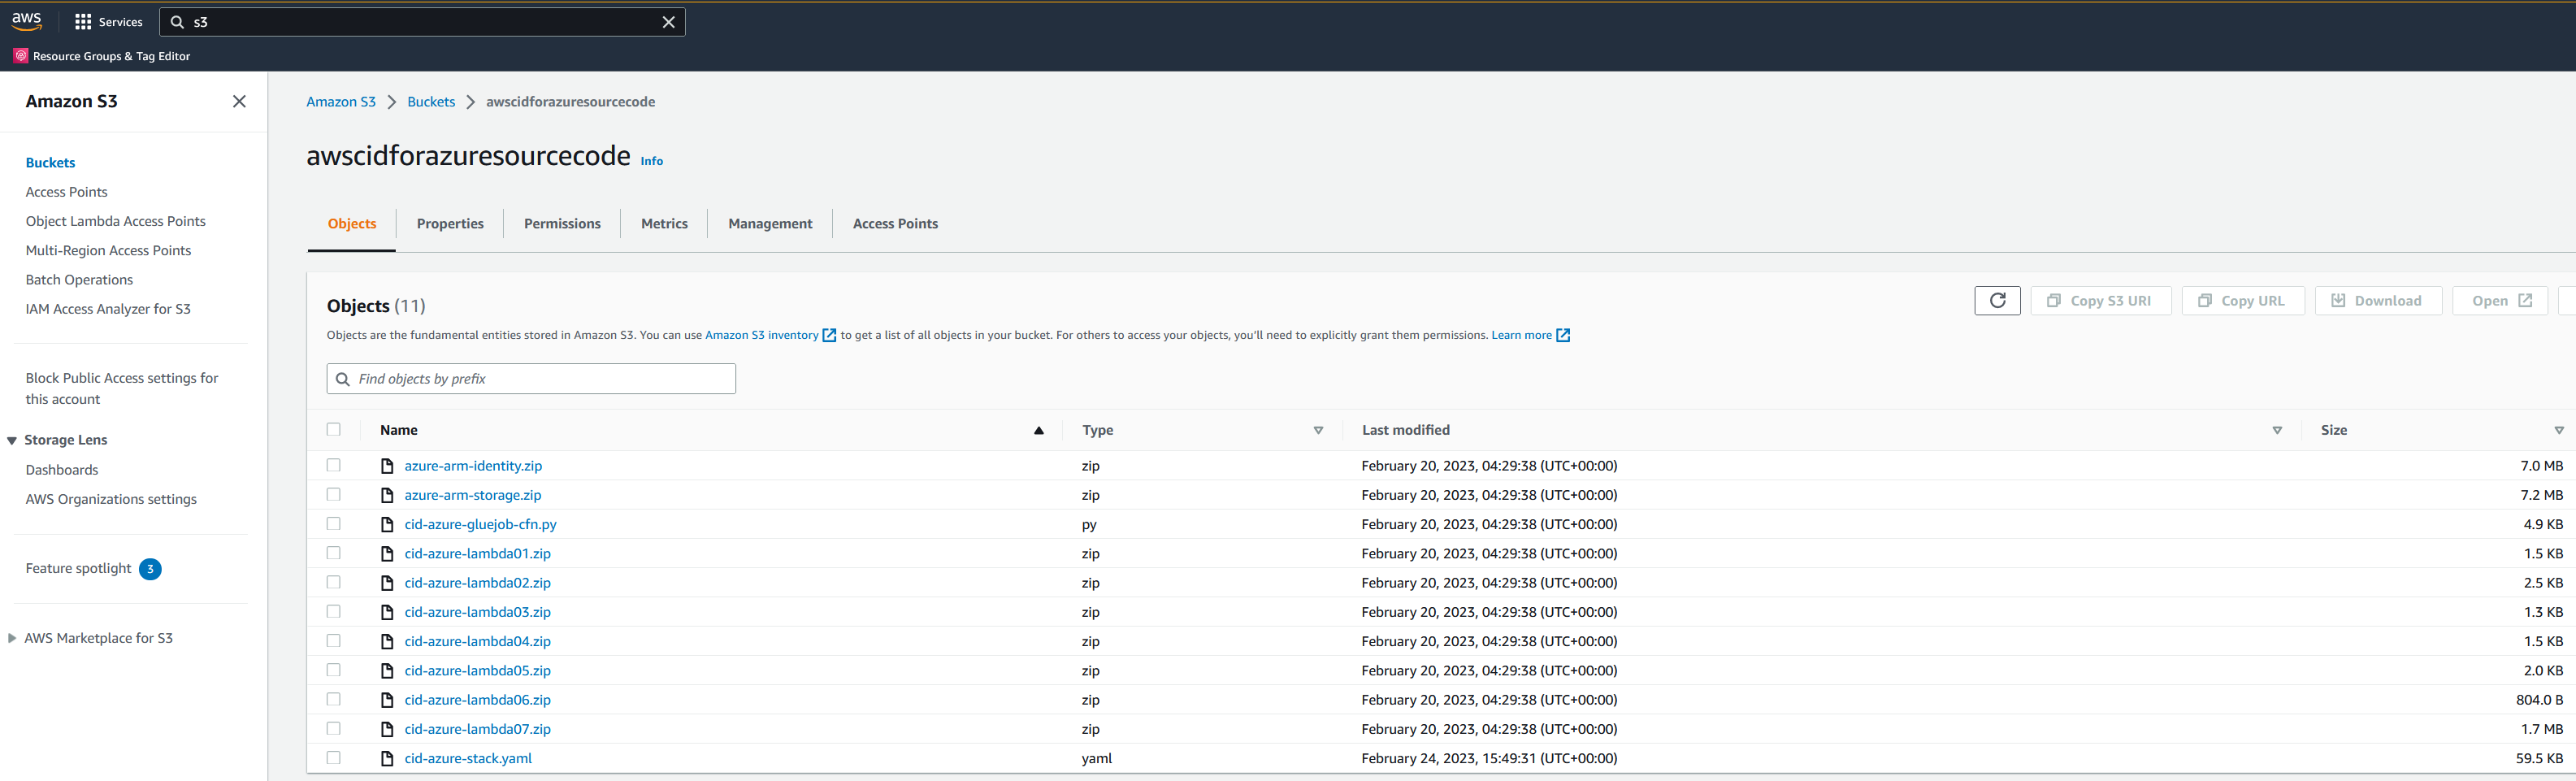 aws Services s3
Resource Groups & Tag Editor
Amazon S3
Buckets
Access Points
Object Lambda Access Points
Multi-Region Access Points
Batch Operations
IAM Access Analyzer for S3
Block Public Access settings for
this account
Storage Lens
Dashboards
AWS Organizations settings
Feature spotlight 3
AWS Marketplace for S3
Amazon S3 Buckets awscidforazuresourcecode
awscidforazuresourcecode Info
Objects Properties Permissions Metrics Management Access Points
Objects (11) Copy S3 URI Copy URL Download Open
Objects are the fundamental entities stored in Amazon S3. You can use Amazon S3 inventory to get a list of all objects in your bucket. For others to access your objects, you'll need to explicitly grant them permissions. Learn more
Find objects by prefix
Name Type Last modified Size
azure-arm-identity.zip zip February 20, 2023, 04:29:38 (UTC+00:00) 7.0 MB
azure-arm-storage.zip zip February 20, 2023, 04:29:38 (UTC+00:00) 7.2 MB
cid-azure-gluejob-cfn.py py February 20, 2023, 04:29:38 (UTC+00:00) 4.9 KB
cid-azure-lambda01.zip zip February 20, 2023, 04:29:38 (UTC+00:00) 1.5 KB
cid-azure-lambda02.zip zip February 20, 2023, 04:29:38 (UTC+00:00) 2.5 KB
cid-azure-lambda03.zip zip February 20, 2023, 04:29:38 (UTC+00:00) 1.3 KB
cid-azure-lambda04.zip zip February 20, 2023, 04:29:38 (UTC+00:00) 1.5 KB
cid-azure-lambda05.zip zip February 20, 2023, 04:29:38 (UTC+00:00) 2.0 KB
cid-azure-lambda06.zip zip February 20, 2023, 04:29:38 (UTC+00:00) 804.0 B
cid-azure-lambda07.zip zip February 20, 2023, 04:29:38 (UTC+00:00) 1.7 MB
cid-azure-stack.yaml yaml February 24, 2023, 15:49:31 (UTC+00:00) 59.5 KB